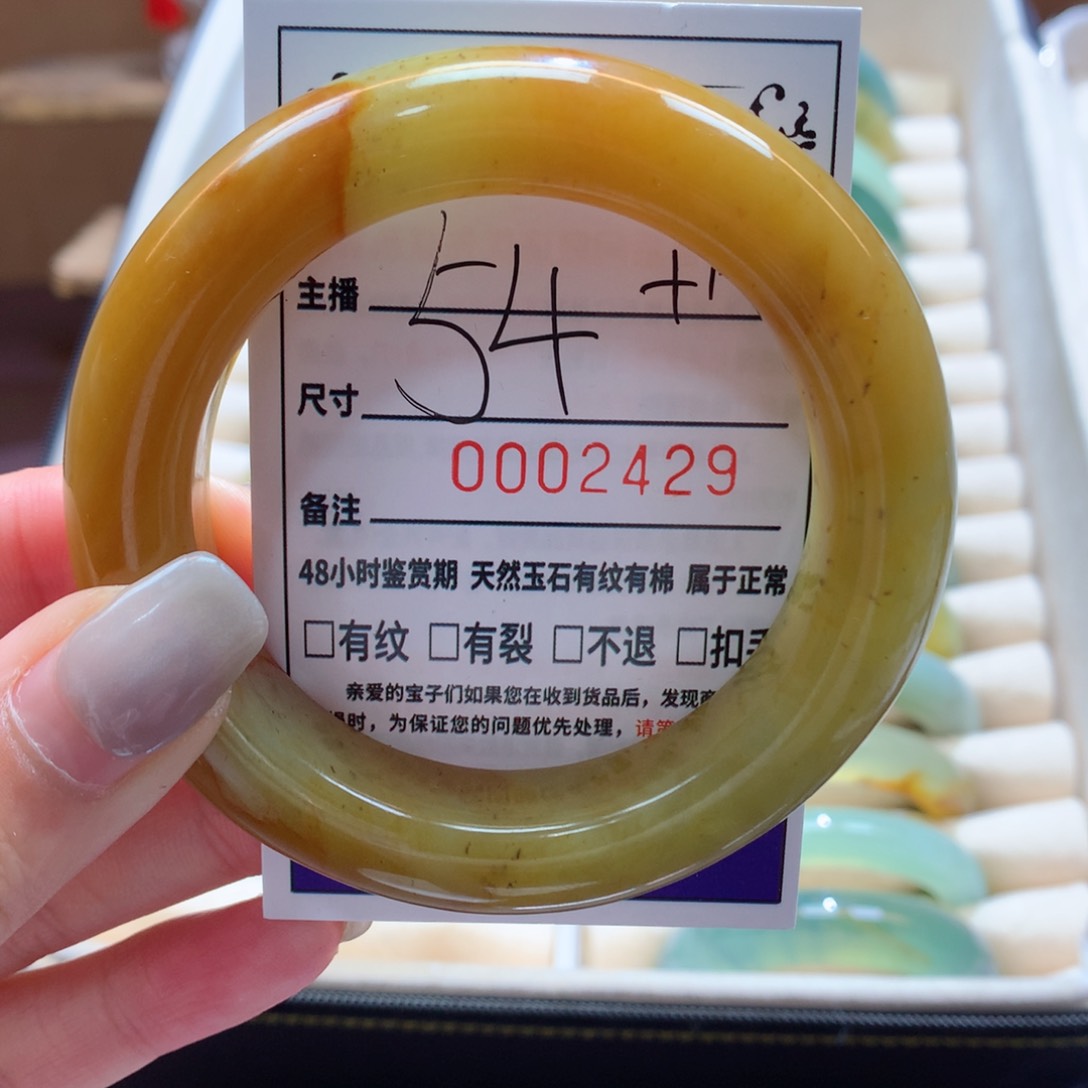 主播 54 +1
尺寸
0002429
备注
48小时鉴赏期 天然玉石有纹有棉 属于正常
□有纹 □有裂 □不退 □扣手
亲爱的宝子们如果您在收到货品后，发现
时，为保证您的问题优先处理，请